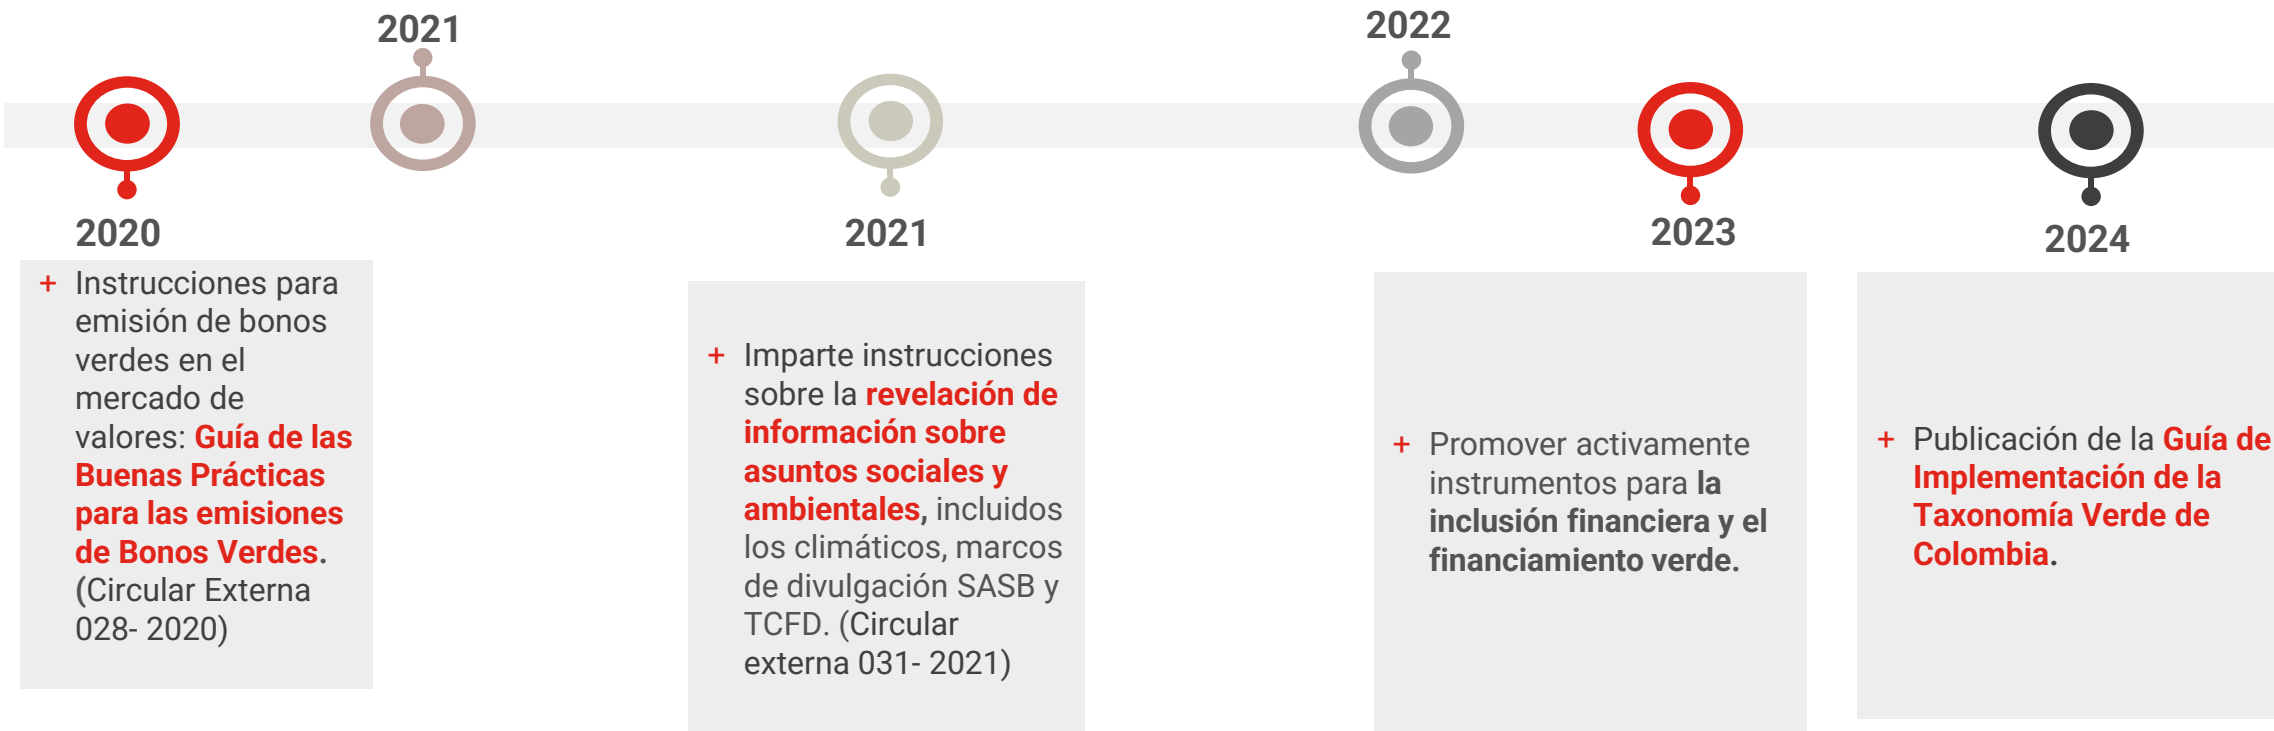 2021
2022
2020
2021
2023
2024
+ Instrucciones para
emisión de bonos
verdes en el
mercado de
valores: Guía de las
Buenas Prácticas
para las emisiones
de Bonos Verdes.
(Circular Externa
028- 2020)
+ Imparte instrucciones
sobre la revelación de
información sobre
asuntos sociales y
ambientales, incluidos
los climáticos, marcos
de divulgación SASB y
TCFD. (Circular
externa 031- 2021)
+ Promover activamente
instrumentos para la
inclusión financiera y el
financiamiento verde.
+ Publicación de la Guía de
Implementación de la
Taxonomía Verde de
Colombia.